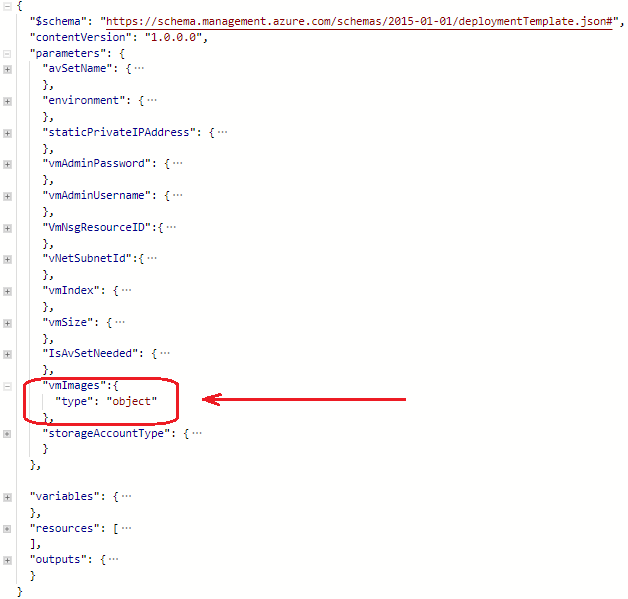 {
"$schema": "https://schema.management.azure.com/schemas/2015-01-01/deploymentTemplate.json#",
"contentVersion": "1.0.0.0",
"parameters": {
"avSetName": {...
},
"environment": {...
},
"staticPrivateIPAddress": {...
},
"vmAdminPassword": {...
},
"vmAdminUsername": {...
},
"VmNsgResourceID":{...
},
"vNetSubnetId":{...
},
"vmIndex": {...
},
"vmSize": {...
},
"IsAvSetNeeded": {...
},
"vmImages":{
"type": "object"
},
"storageAccountType": {...
}
},
"variables": {...
},
"resources": [...
],
"outputs": {...
}
}